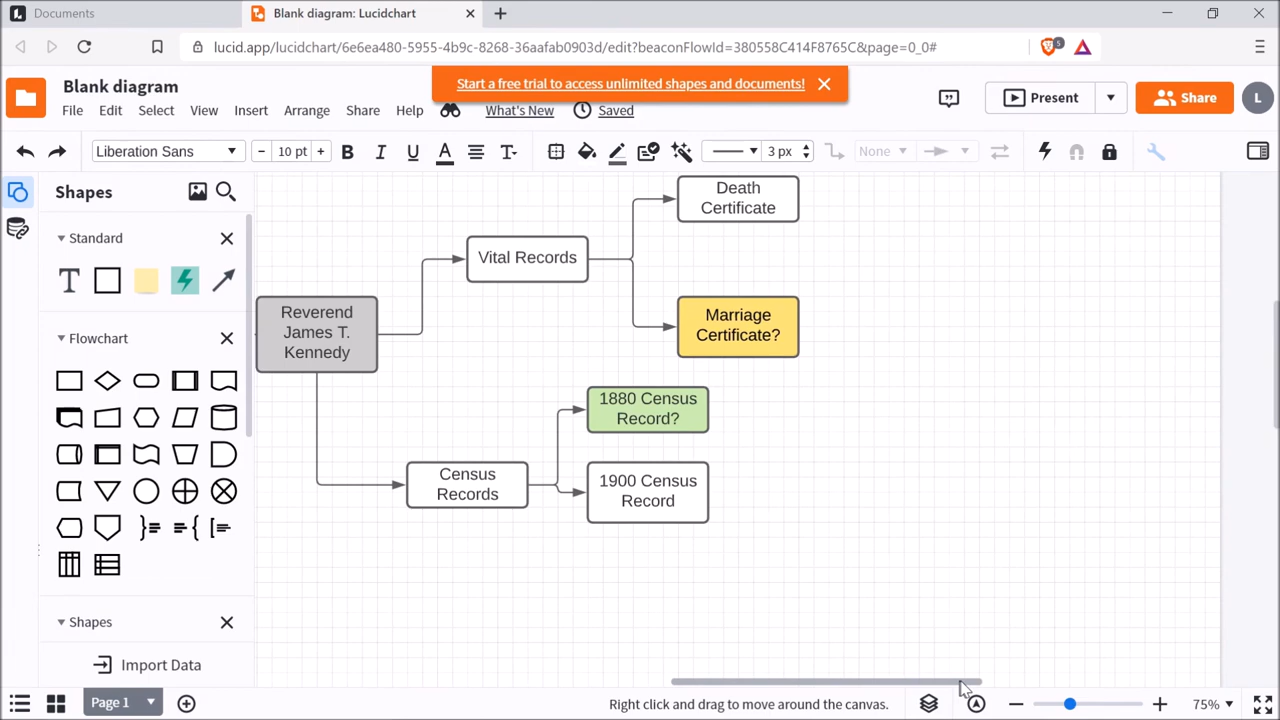 Documents
Blank diagram: Lucidchart
lucid.app/lucidchart/6e6ea480-5955-4b9c-8268-36aafab0903d/edit?beaconFlowId=380558C414F8765C&page=0_0#
5
Blank diagram
Start a free trial to access unlimited shapes and documents!
File Edit Select View Insert Arrange Share Help What's New Saved
Present
Share
L
Liberation Sans
10 pt
3 px
None
Shapes
Standard
Flowchart
Shapes
Import Data
Death
Certificate
Vital Records
Reverend
James T.
Kennedy
Marriage
Certificate?
1880 Census
Record?
Census
Records
1900 Census
Record
Page 1
Right click and drag to move around the canvas.
75%